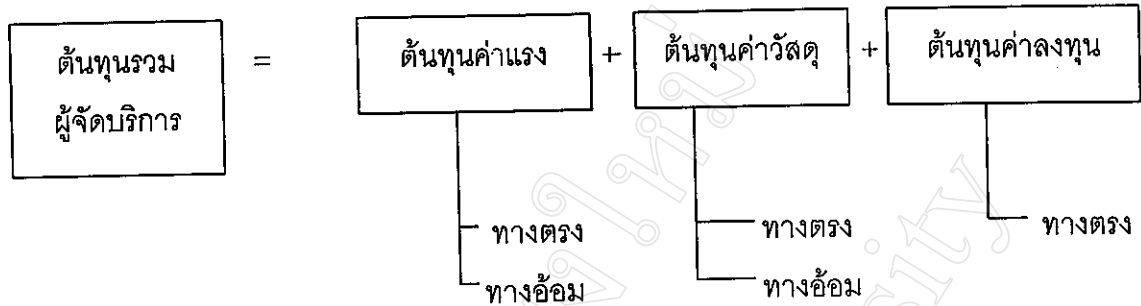 ต้นทุนรวม
ผู้จัดบริการ
=
ต้นทุนค่าแรง + ต้นทุนค่าวัสดุ + ต้นทุนค่าลงทุน
ทางตรง ทางตรง ทางตรง
ทางอ้อม ทางอ้อม